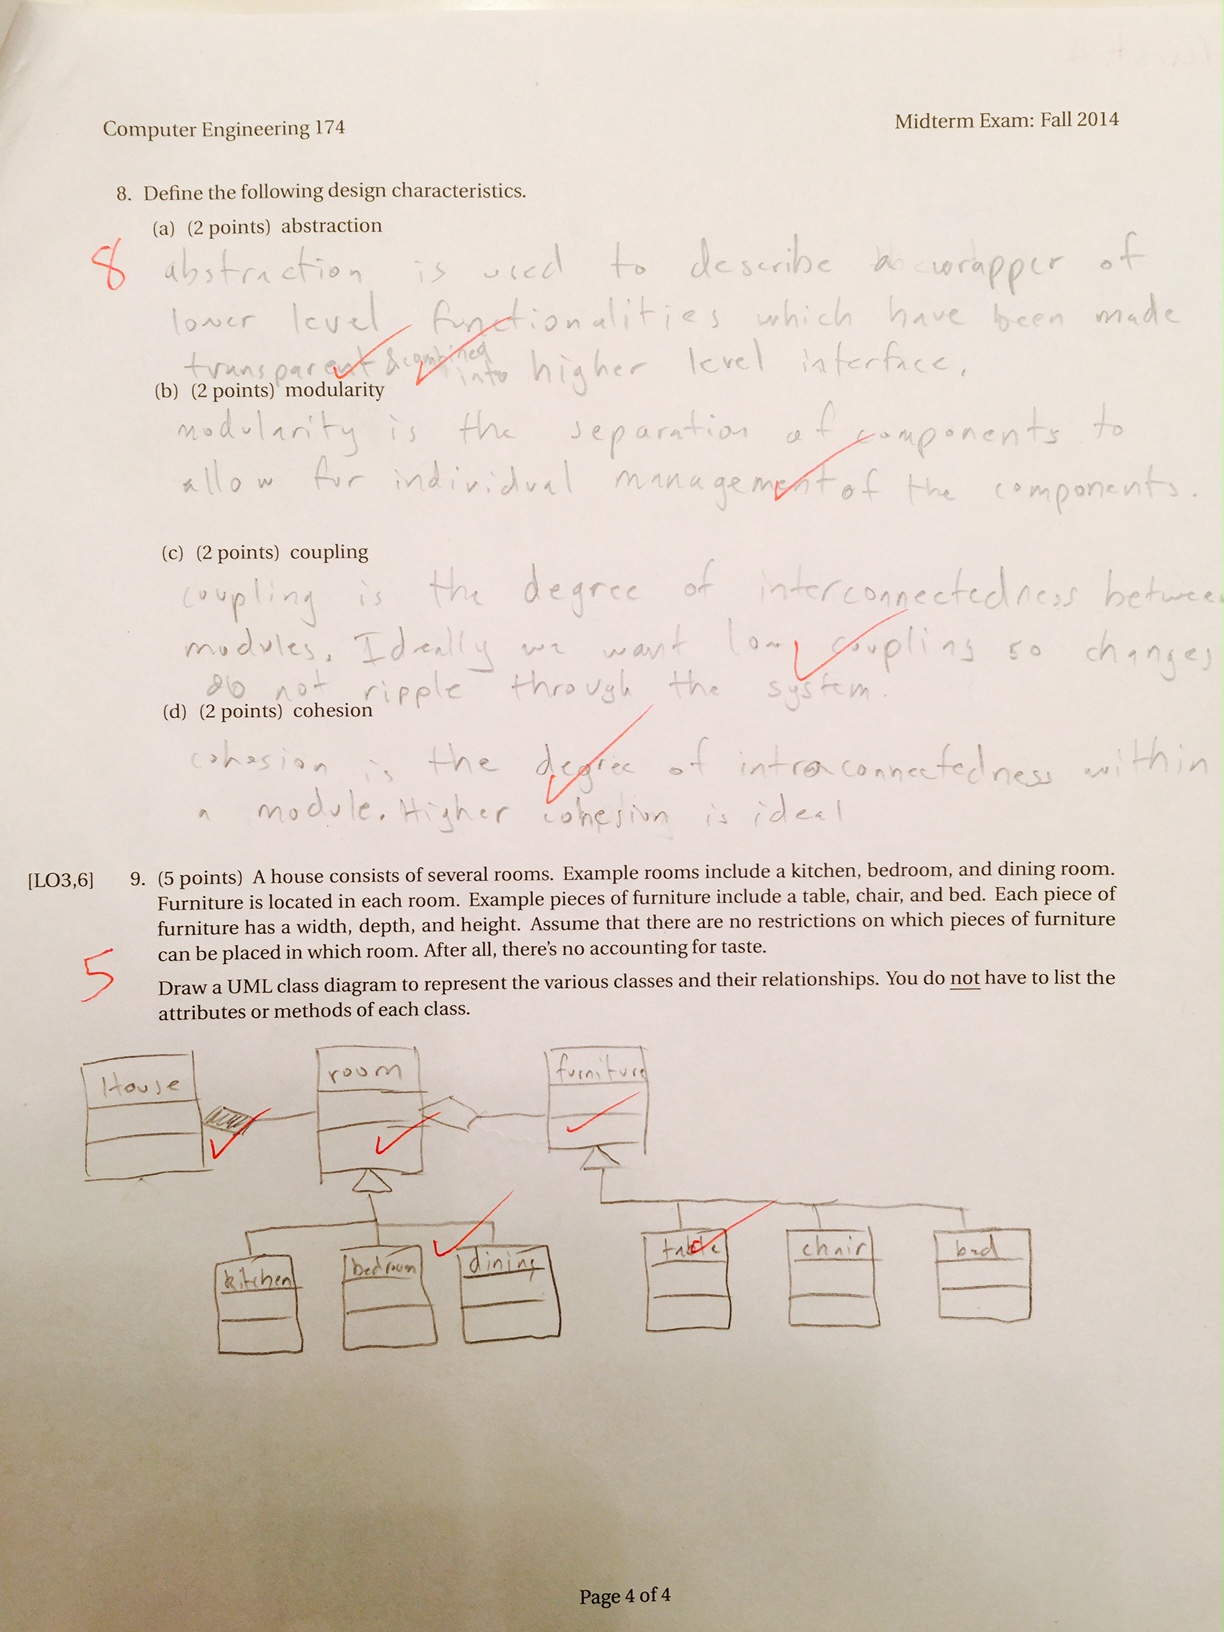 Computer Engineering 174
Midterm Exam: Fall 2014
8. Define the following design characteristics.
(a) (2 points) abstraction
8
abstraction is used to describe a wrapper of
lower level functionalities which have been made
transparent & combined into higher level interface.
(b) (2 points) modularity
modularity is the separation of components to
allow for individual management of the components.
(c) (2 points) coupling
coupling is the degree of interconnectedness between
modules. Ideally we want low coupling so changes
do not ripple through the system.
(d) (2 points) cohesion
cohesion is the degree of intraconnectedness within
a module. Higher cohesion is ideal
[LO3,6] 9. (5 points) A house consists of several rooms. Example rooms include a kitchen, bedroom, and dining room.
Furniture is located in each room. Example pieces of furniture include a table, chair, and bed. Each piece of
furniture has a width, depth, and height. Assume that there are no restrictions on which pieces of furniture
can be placed in which room. After all, there's no accounting for taste.
5
Draw a UML class diagram to represent the various classes and their relationships. You do not have to list the
attributes or methods of each class.
House
room
furniture
kitchen
bedroom
dining
table
chair
bed
Page 4 of 4